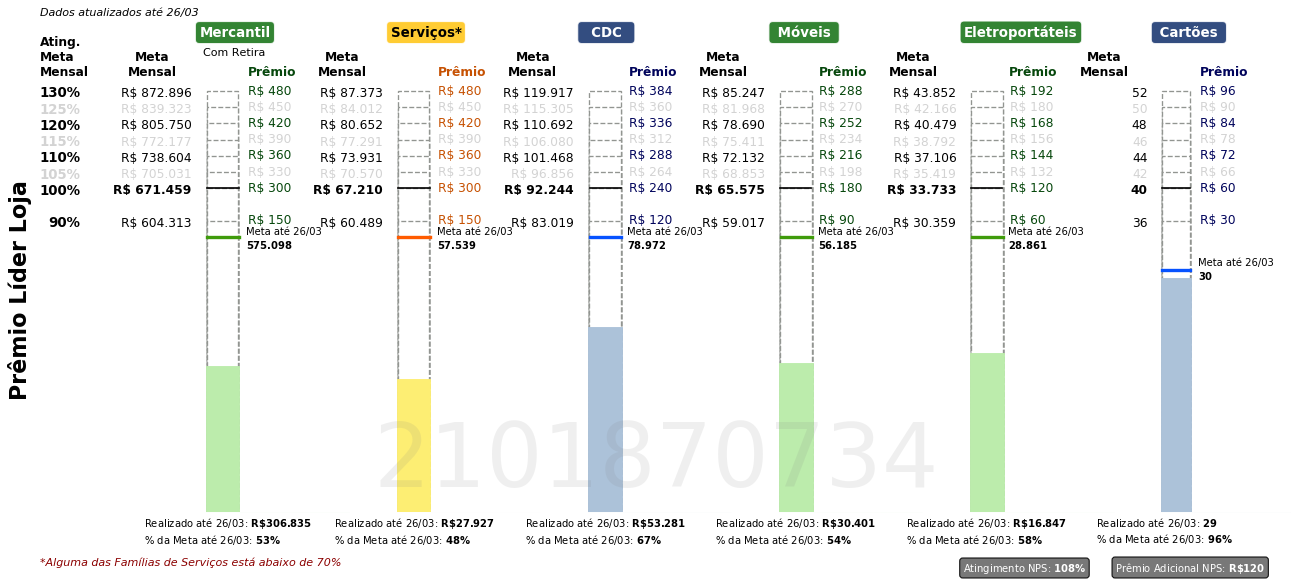 Dados atualizados até 26/03
Mercantil Serviços* CDC Móveis Eletroportáteis Cartões
Com Retira
Ating. Meta Mensal
Meta Mensal Prêmio Meta Mensal Prêmio Meta Mensal Prêmio Meta Mensal Prêmio Meta Mensal Prêmio Meta Mensal Prêmio
130% R$ 872.896 R$ 480 R$ 87.373 R$ 480 R$ 119.917 R$ 384 R$ 85.247 R$ 288 R$ 43.852 R$ 192 52 R$ 96
125% R$ 839.323 R$ 450 R$ 84.012 R$ 450 R$ 115.305 R$ 360 R$ 81.968 R$ 270 R$ 42.166 R$ 180 50 R$ 90
120% R$ 805.750 R$ 420 R$ 80.652 R$ 420 R$ 110.692 R$ 336 R$ 78.690 R$ 252 R$ 40.479 R$ 168 48 R$ 84
115% R$ 772.177 R$ 390 R$ 77.291 R$ 390 R$ 106.080 R$ 312 R$ 75.411 R$ 234 R$ 38.792 R$ 156 46 R$ 78
110% R$ 738.604 R$ 360 R$ 73.931 R$ 360 R$ 101.468 R$ 288 R$ 72.132 R$ 216 R$ 37.106 R$ 144 44 R$ 72
105% R$ 705.031 R$ 330 R$ 70.570 R$ 330 R$ 96.856 R$ 264 R$ 68.853 R$ 198 R$ 35.419 R$ 132 42 R$ 66
100% R$ 671.459 R$ 300 R$ 67.210 R$ 300 R$ 92.244 R$ 240 R$ 65.575 R$ 180 R$ 33.733 R$ 120 40 R$ 60
90% R$ 604.313 R$ 150 R$ 60.489 R$ 150 R$ 83.019 R$ 120 R$ 59.017 R$ 90 R$ 30.359 R$ 60 36 R$ 30
Meta até 26/03 Meta até 26/03 Meta até 26/03 Meta até 26/03 Meta até 26/03
575.098 57.539 78.972 56.185 28.861
Meta até 26/03
30
Prêmio Líder Loja
2101870734
Realizado até 26/03: R$306.835 Realizado até 26/03: R$27.927 Realizado até 26/03: R$53.281 Realizado até 26/03: R$30.401 Realizado até 26/03: R$16.847 Realizado até 26/03: 29
% da Meta até 26/03: 53% % da Meta até 26/03: 48% % da Meta até 26/03: 67% % da Meta até 26/03: 54% % da Meta até 26/03: 58% % da Meta até 26/03: 96%
*Alguma das Famílias de Serviços está abaixo de 70%
Atingimento NPS: 108% Prêmio Adicional NPS: R$120